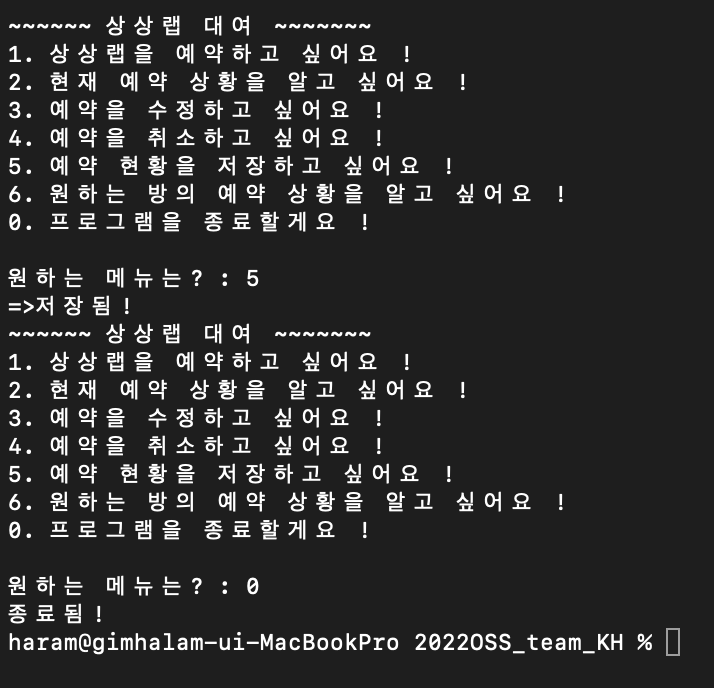 ~~~~~~ 상상랩 대여 ~~~~~~~
1. 상상랩을 예약하고 싶어요 !
2. 현재 예약 상황을 알고 싶어요 !
3. 예약을 수정하고 싶어요 !
4. 예약을 취소하고 싶어요 !
5. 예약 현황을 저장하고 싶어요 !
6. 원하는 방의 예약 상황을 알고 싶어요 !
0. 프로그램을 종료할게요 !
원하는 메뉴는? : 5
=>저장됨!
~~~~~~ 상상랩 대여 ~~~~~~~
1. 상상랩을 예약하고 싶어요 !
2. 현재 예약 상황을 알고 싶어요 !
3. 예약을 수정하고 싶어요 !
4. 예약을 취소하고 싶어요 !
5. 예약 현황을 저장하고 싶어요 !
6. 원하는 방의 예약 상황을 알고 싶어요 !
0. 프로그램을 종료할게요 !
원하는 메뉴는? : 0
종료됨!
haram@gimhalam-ui-MacBookPro 2022OSS_team_KH %